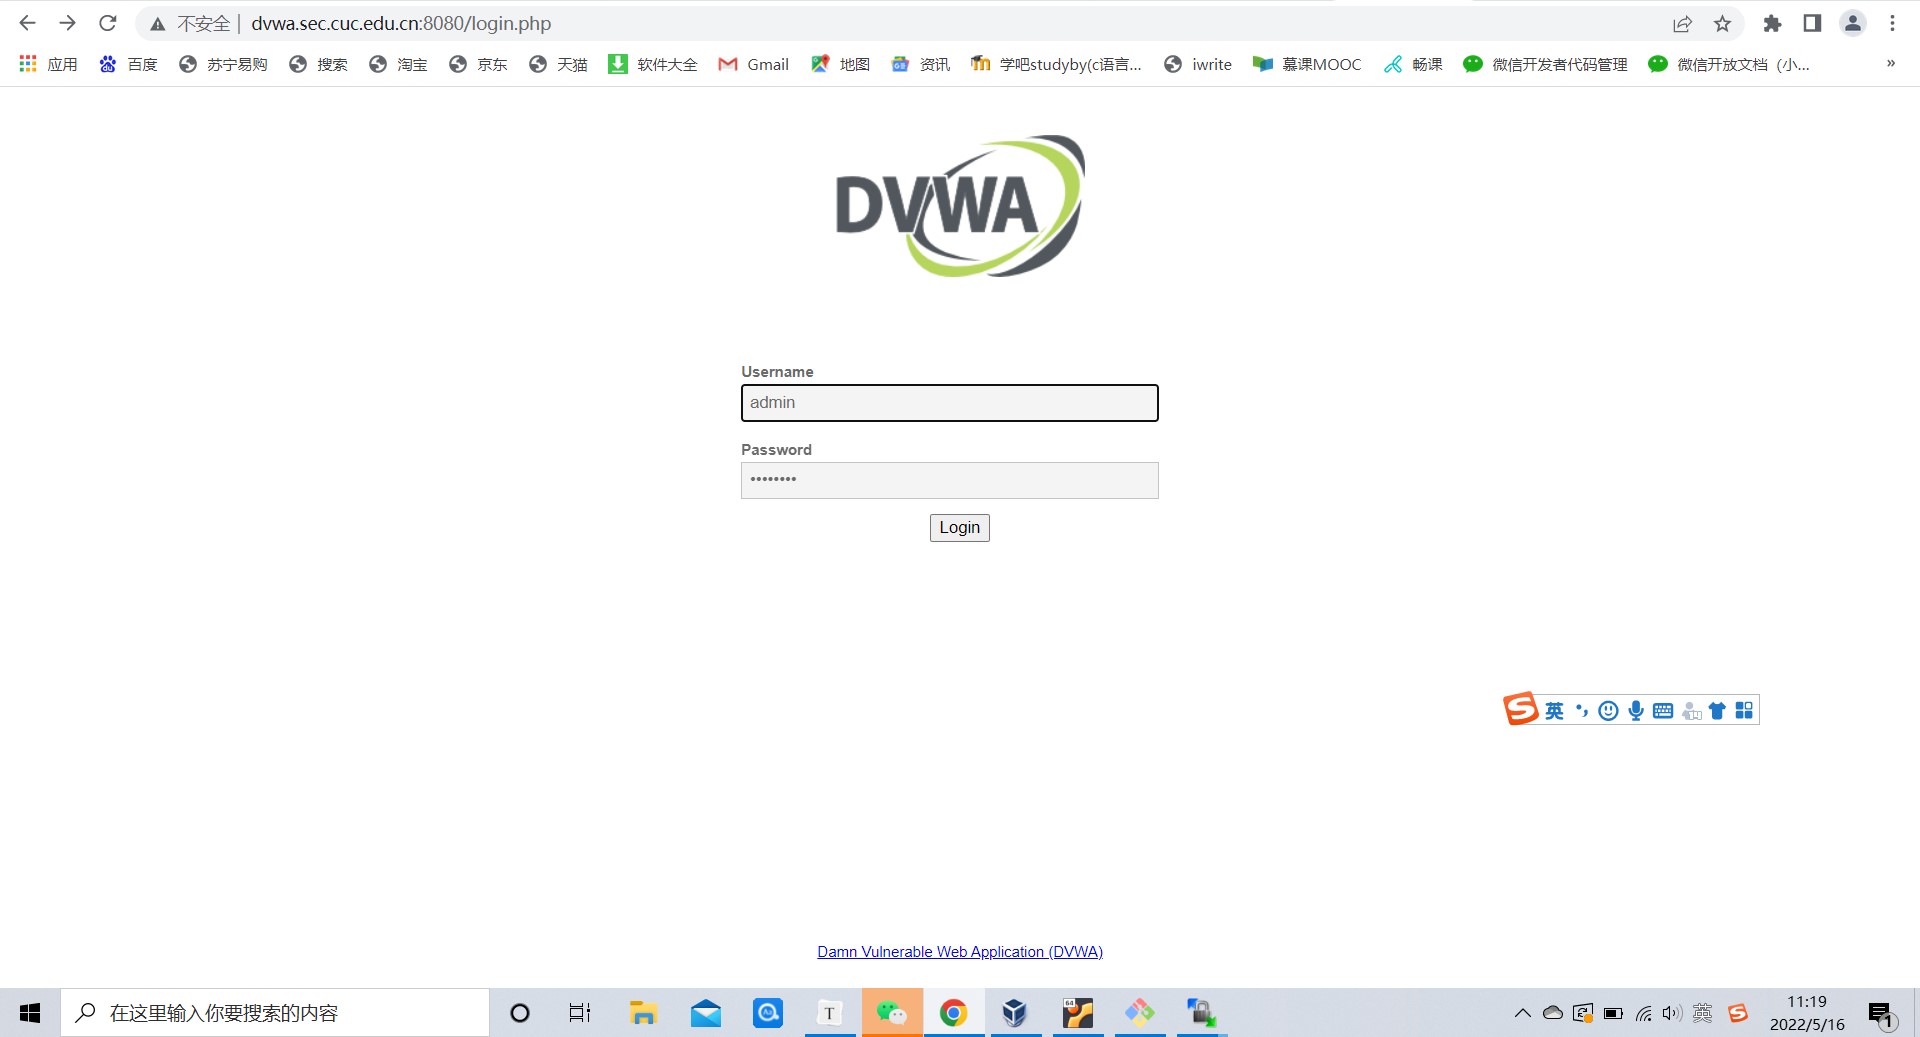 不安全 | dvwa.sec.cuc.edu.cn:8080/login.php
应用 百度 苏宁易购 搜索 淘宝 京东 天猫 软件大全 Gmail 地图 资讯 学吧studyby(c语言... iwrite 慕课MOOC 畅课 微信开发者代码管理 微信开放文档（小... »
DVWA
Username
admin
Password
••••••••
Login
英
Damn Vulnerable Web Application (DVWA)
在这里输入你要搜索的内容
T
64
英
11:19
2022/5/16
1